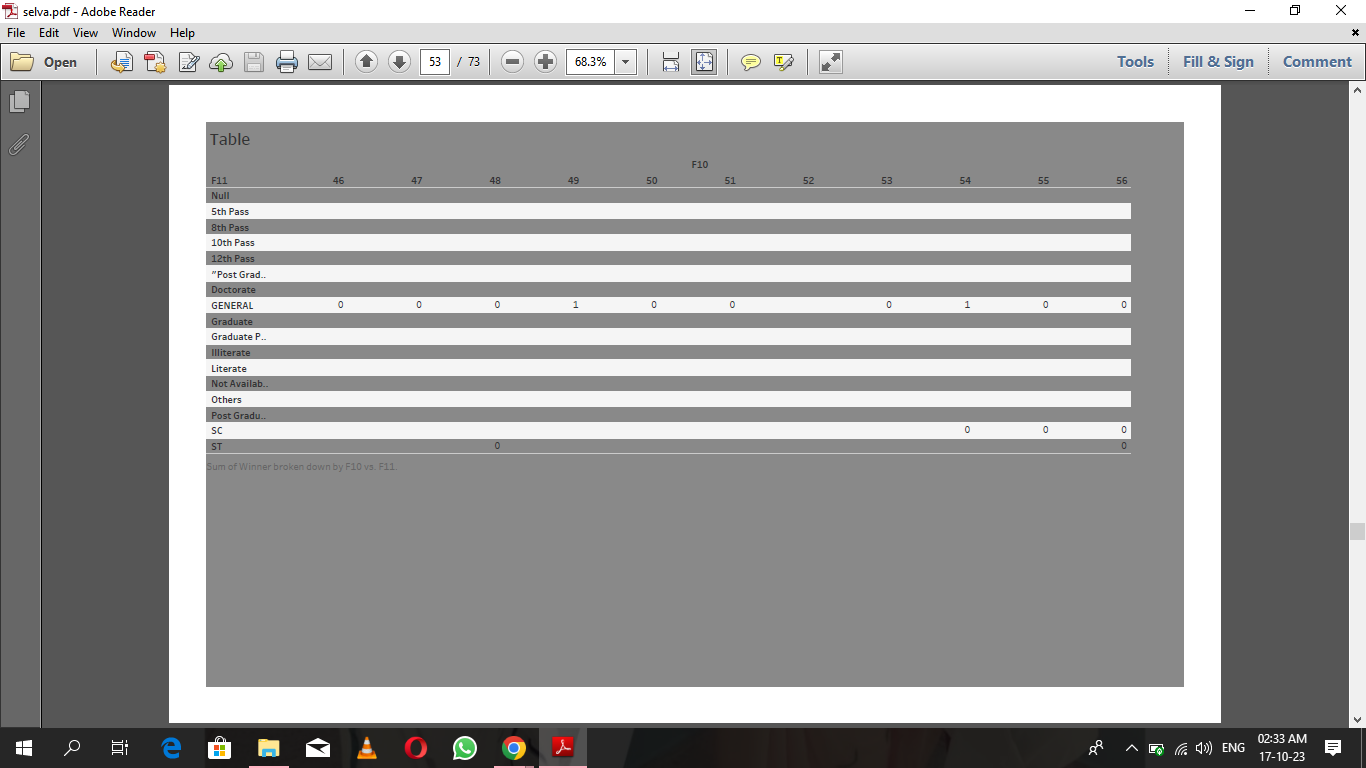 selva.pdf - Adobe Reader
File Edit View Window Help
Open 53 / 73 68.3% Tools Fill & Sign Comment
Table
F10
F11 46 47 48 49 50 51 52 53 54 55 56
Null
5th Pass
8th Pass
10th Pass
12th Pass
"Post Grad..
Doctorate
GENERAL 0 0 0 1 0 0 0 1 0 0
Graduate
Graduate P..
Illiterate
Literate
Not Availab..
Others
Post Gradu..
SC 0 0 0
ST 0 0
Sum of Winner broken down by F10 vs. F11.
ENG 02:33 AM
17-10-23